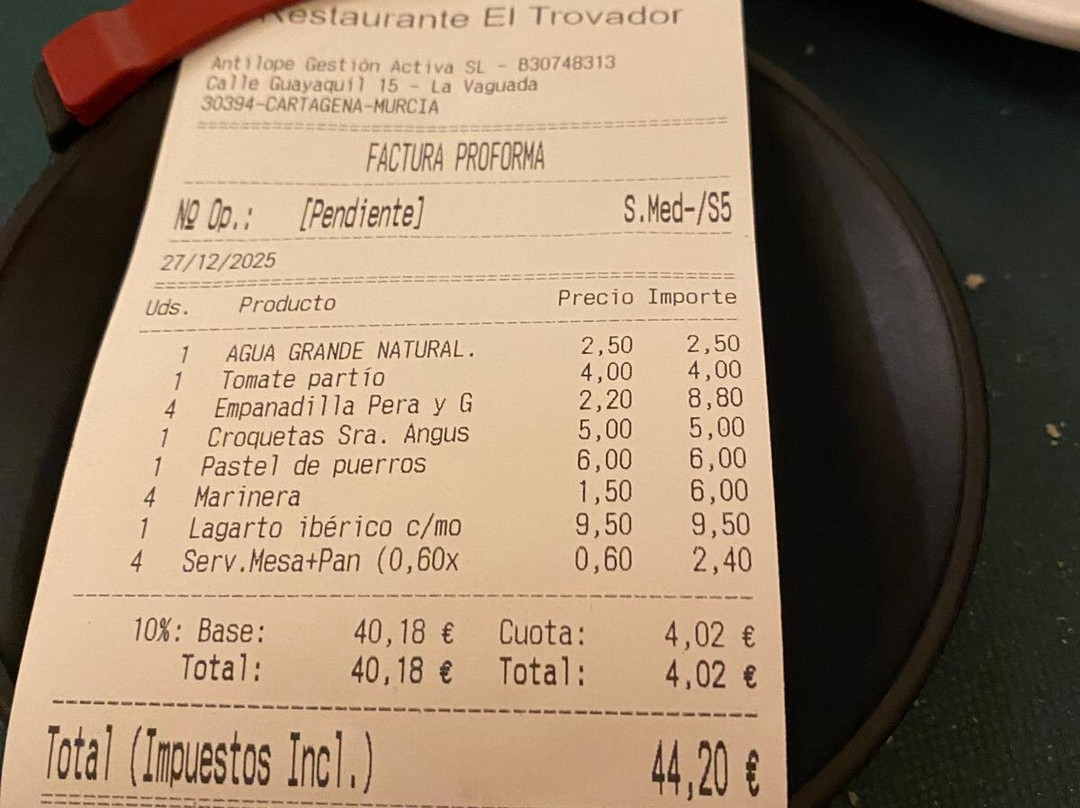 Restaurante El Trovador
Antilope Gestión Activa SL - B30748313
Calle Guayaquil 15 - La Vaguada
30394-CARTAGENA-MURCIA
FACTURA PROFORMA
Nº Op.: [Pendiente] S.Med-/S5
27/12/2025
Uds. Producto Precio Importe
1 AGUA GRANDE NATURAL. 2,50 2,50
1 Tomate partío 4,00 4,00
4 Empanadilla Pera y G 2,20 8,80
1 Croquetas Sra. Angus 5,00 5,00
1 Pastel de puerros 6,00 6,00
4 Marinera 1,50 6,00
1 Lagarto ibérico c/mo 9,50 9,50
4 Serv.Mesa+Pan (0,60x 0,60 2,40
10%: Base: 40,18 € Cuota: 4,02 €
Total: 40,18 € Total: 4,02 €
Total (Impuestos Incl.) 44,20 €